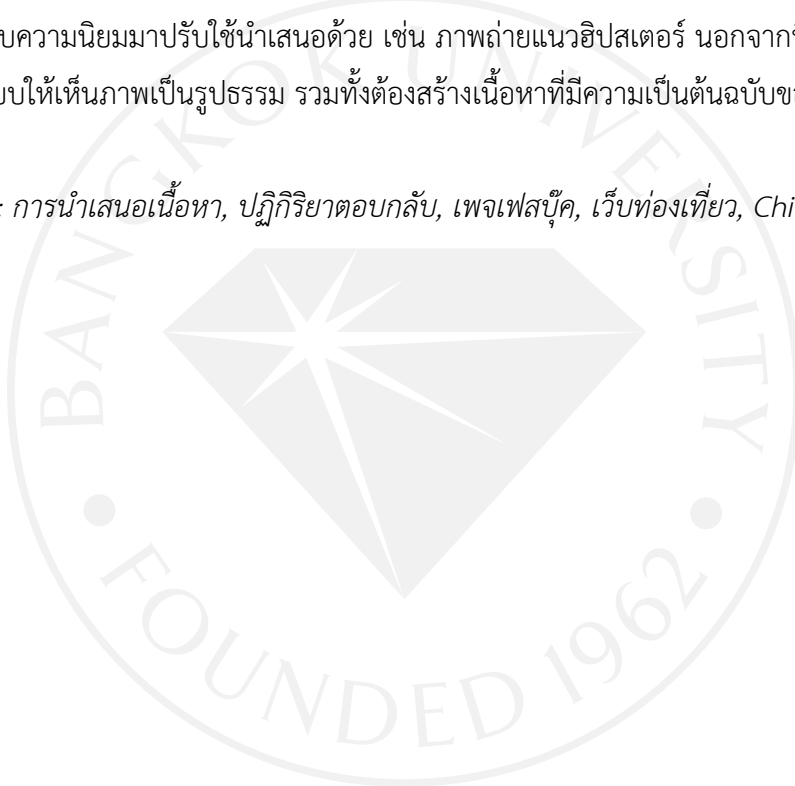 บความนิยมมาปรับใช้นำเสนอด้วย เช่น ภาพถ่ายแนวฮิปสเตอร์ นอกจากนี
บให้เห็นภาพเป็นรูปธรรม รวมทั้งต้องสร้างเนื้อหาที่มีความเป็นต้นฉบับขอ
: การนำเสนอเนื้อหา, ปฏิกิริยาตอบกลับ, เพจเฟสบุ๊ค, เว็บท่องเที่ยว, Chi
BANGKOK UNIVERSITY
FOUNDED 1962